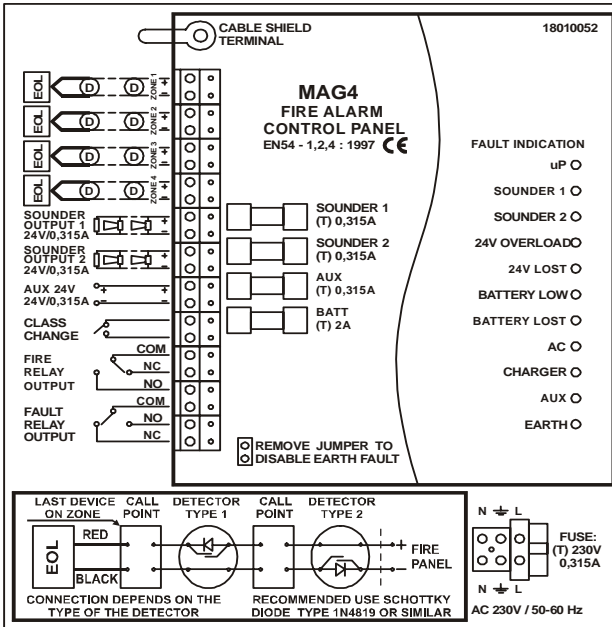 CABLE SHIELD
TERMINAL
18010052
MAG4
FIRE ALARM
CONTROL PANEL
EN54 - 1,2,4 : 1997 CE
EOL D D ZONE 1 + -
EOL D D ZONE 2 + -
EOL D D ZONE 3 + -
EOL D D ZONE 4 + -
SOUNDER
OUTPUT 1
24V/0,315A
+
-
SOUNDER
OUTPUT 2
24V/0,315A
+
-
AUX 24V
24V/0,315A
+ +
- -
CLASS
CHANGE
FIRE
RELAY
OUTPUT
COM
NC
NO
FAULT
RELAY
OUTPUT
COM
NO
NC
SOUNDER 1
(T) 0,315A
SOUNDER 2
(T) 0,315A
AUX
(T) 0,315A
BATT
(T) 2A
REMOVE JUMPER TO
DISABLE EARTH FAULT
FAULT INDICATION
uP
SOUNDER 1
SOUNDER 2
24V OVERLOAD
24V LOST
BATTERY LOW
BATTERY LOST
AC
CHARGER
AUX
EARTH
LAST DEVICE
ON ZONE
CALL
POINT
DETECTOR
TYPE 1
CALL
POINT
DETECTOR
TYPE 2
EOL
RED
BLACK
+
-
FIRE
PANEL
CONNECTION DEPENDS ON THE
TYPE OF THE DETECTOR
RECOMMENDED USE SCHOTTKY
DIODE TYPE 1N4819 OR SIMILAR
N L
N L
FUSE:
(T) 230V
0,315A
AC 230V / 50-60 Hz